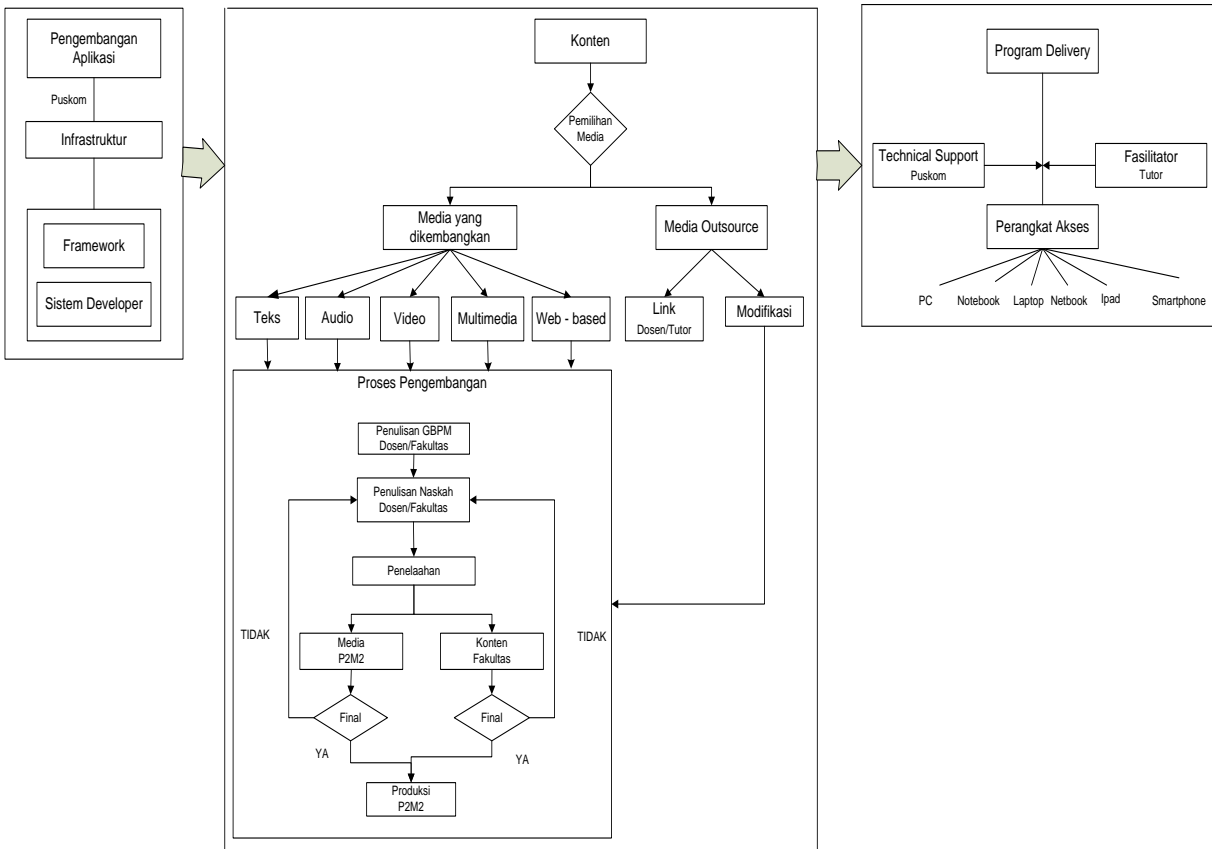 Pengembangan
Aplikasi
Puskom
Infrastruktur
Framework
Sistem Developer
Konten
Pemilihan
Media
Media yang
dikembangkan
Media Outsource
Teks
Audio
Video
Multimedia
Web - based
Link
Dosen/Tutor
Modifikasi
Proses Pengembangan
Penulisan GBPM
Dosen/Fakultas
Penulisan Naskah
Dosen/Fakultas
Penelaahan
TIDAK
TIDAK
Media
P2M2
Konten
Fakultas
Final
Final
YA
YA
Produksi
P2M2
Program Delivery
Technical Support
Puskom
Fasilitator
Tutor
Perangkat Akses
PC
Notebook
Laptop
Netbook
Ipad
Smartphone